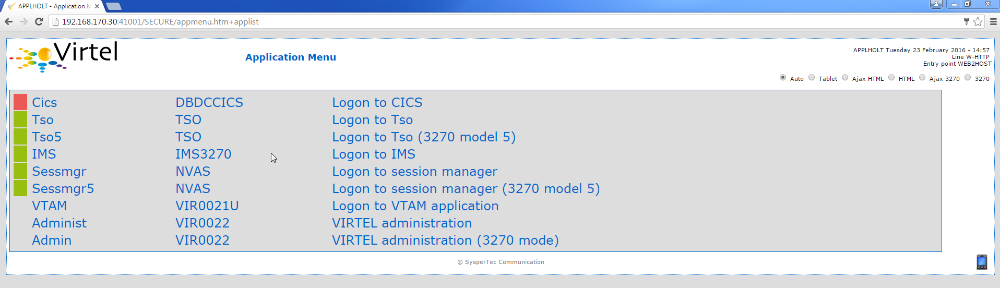 APPLHOLT - Application M
192.168.170.30:41001/SECURE/appmenu.htm+applist
Virtel
Application Menu
APPLHOLT Tuesday 23 February 2016 - 14:57
Line W-HTTP
Entry point WEB2HOST
Auto Tablet Ajax HTML HTML Ajax 3270 3270
Cics DBDCCICS Logon to CICS
Tso TSO Logon to Tso
Tso5 TSO Logon to Tso (3270 model 5)
IMS IMS3270 Logon to IMS
Sessmgr NVAS Logon to session manager
Sessmgr5 NVAS Logon to session manager (3270 model 5)
VTAM VIR0021U Logon to VTAM application
Administ VIR0022 VIRTEL administration
Admin VIR0022 VIRTEL administration (3270 mode)
© SysperTec Communication